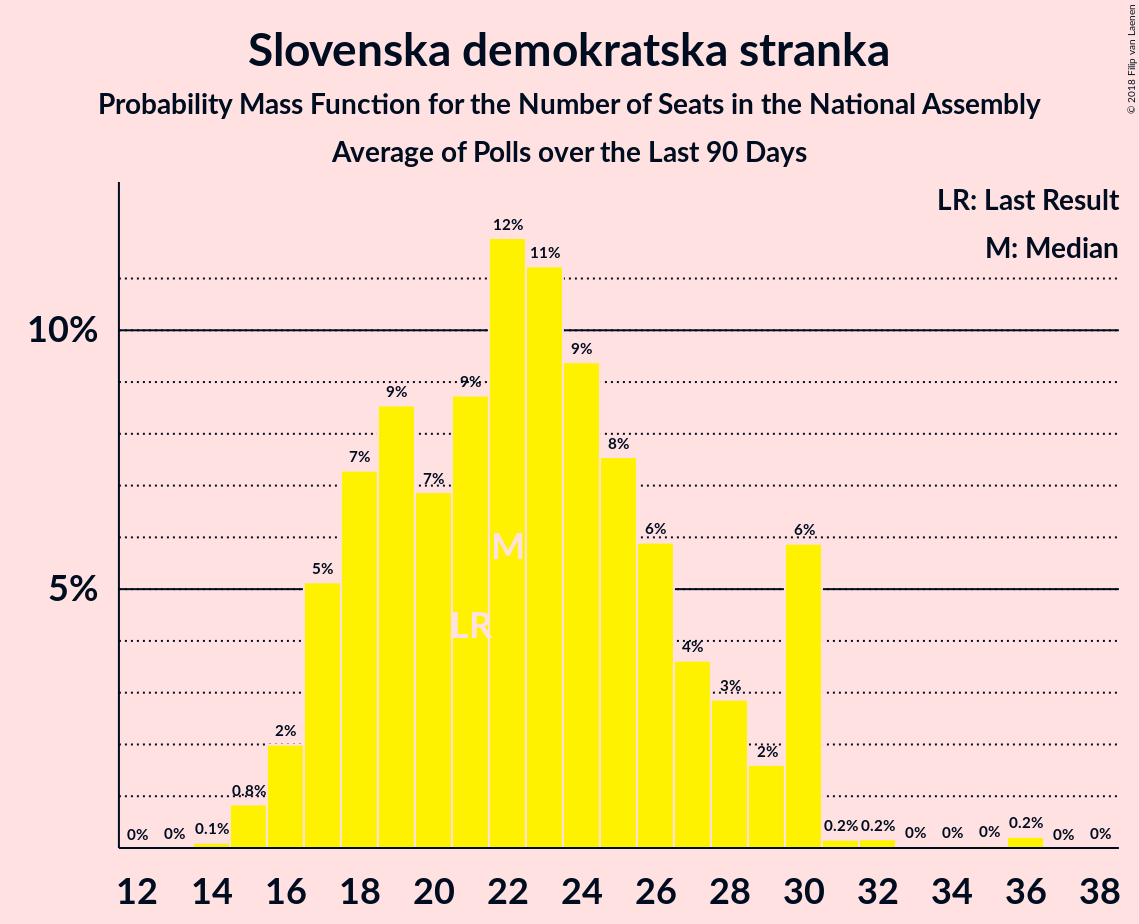 Slovenska demokratska stranka
Probability Mass Function for the Number of Seats in the National Assembly
Average of Polls over the Last 90 Days
© 2018 Filip van Laenen
LR: Last Result
M: Median
10%
5%
0% 0% 0.1% 0.8% 2% 5% 7% 9% 7% 9% 12% 11% 9% 8% 6% 4% 3% 2% 6% 0.2% 0.2% 0% 0% 0% 0.2% 0% 0%
M
LR
12 14 16 18 20 22 24 26 28 30 32 34 36 38